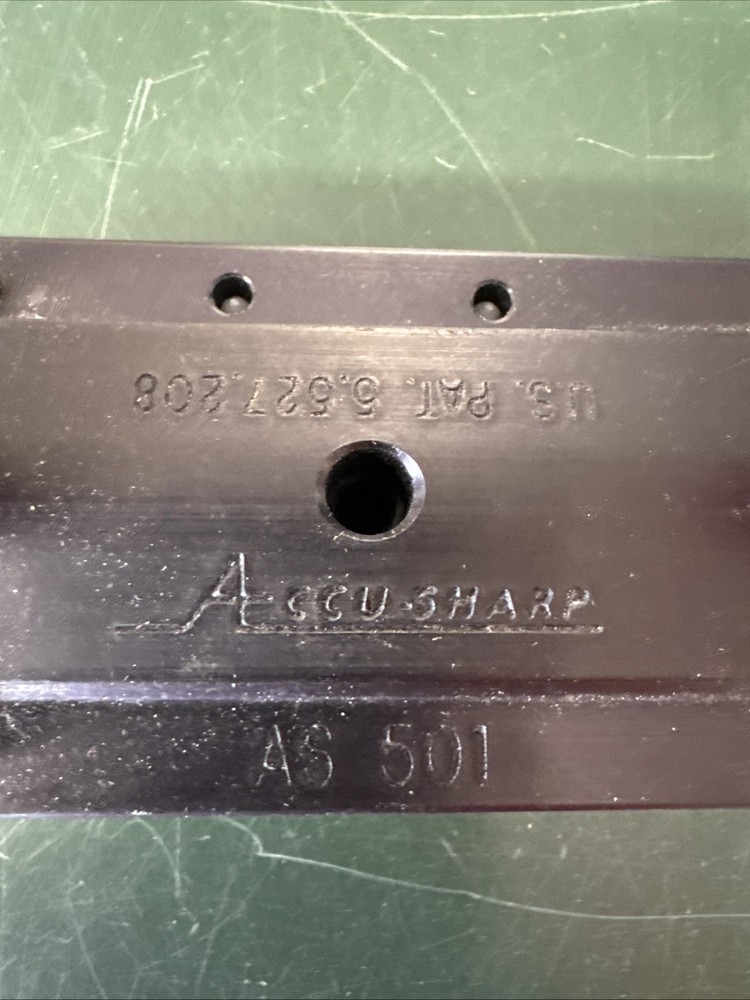 U.S. PAT. 5,527,208
ACCU-SHARP
AS 501